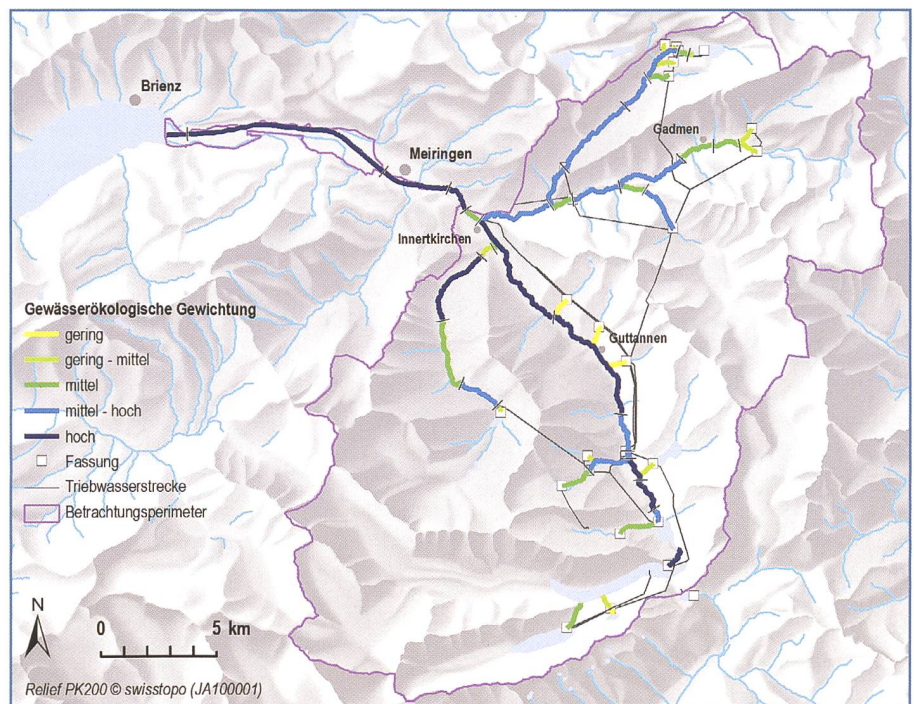 Brienz
Meiringen
Gadmen
Innertkirchen
Guttannen
Gewässerökologische Gewichtung
gering
gering - mittel
mittel
mittel - hoch
hoch
Fassung
Triebwasserstrecke
Betrachtungsperimeter
N
0 5 km
Relief PK200 © swisstopo (JA100001)